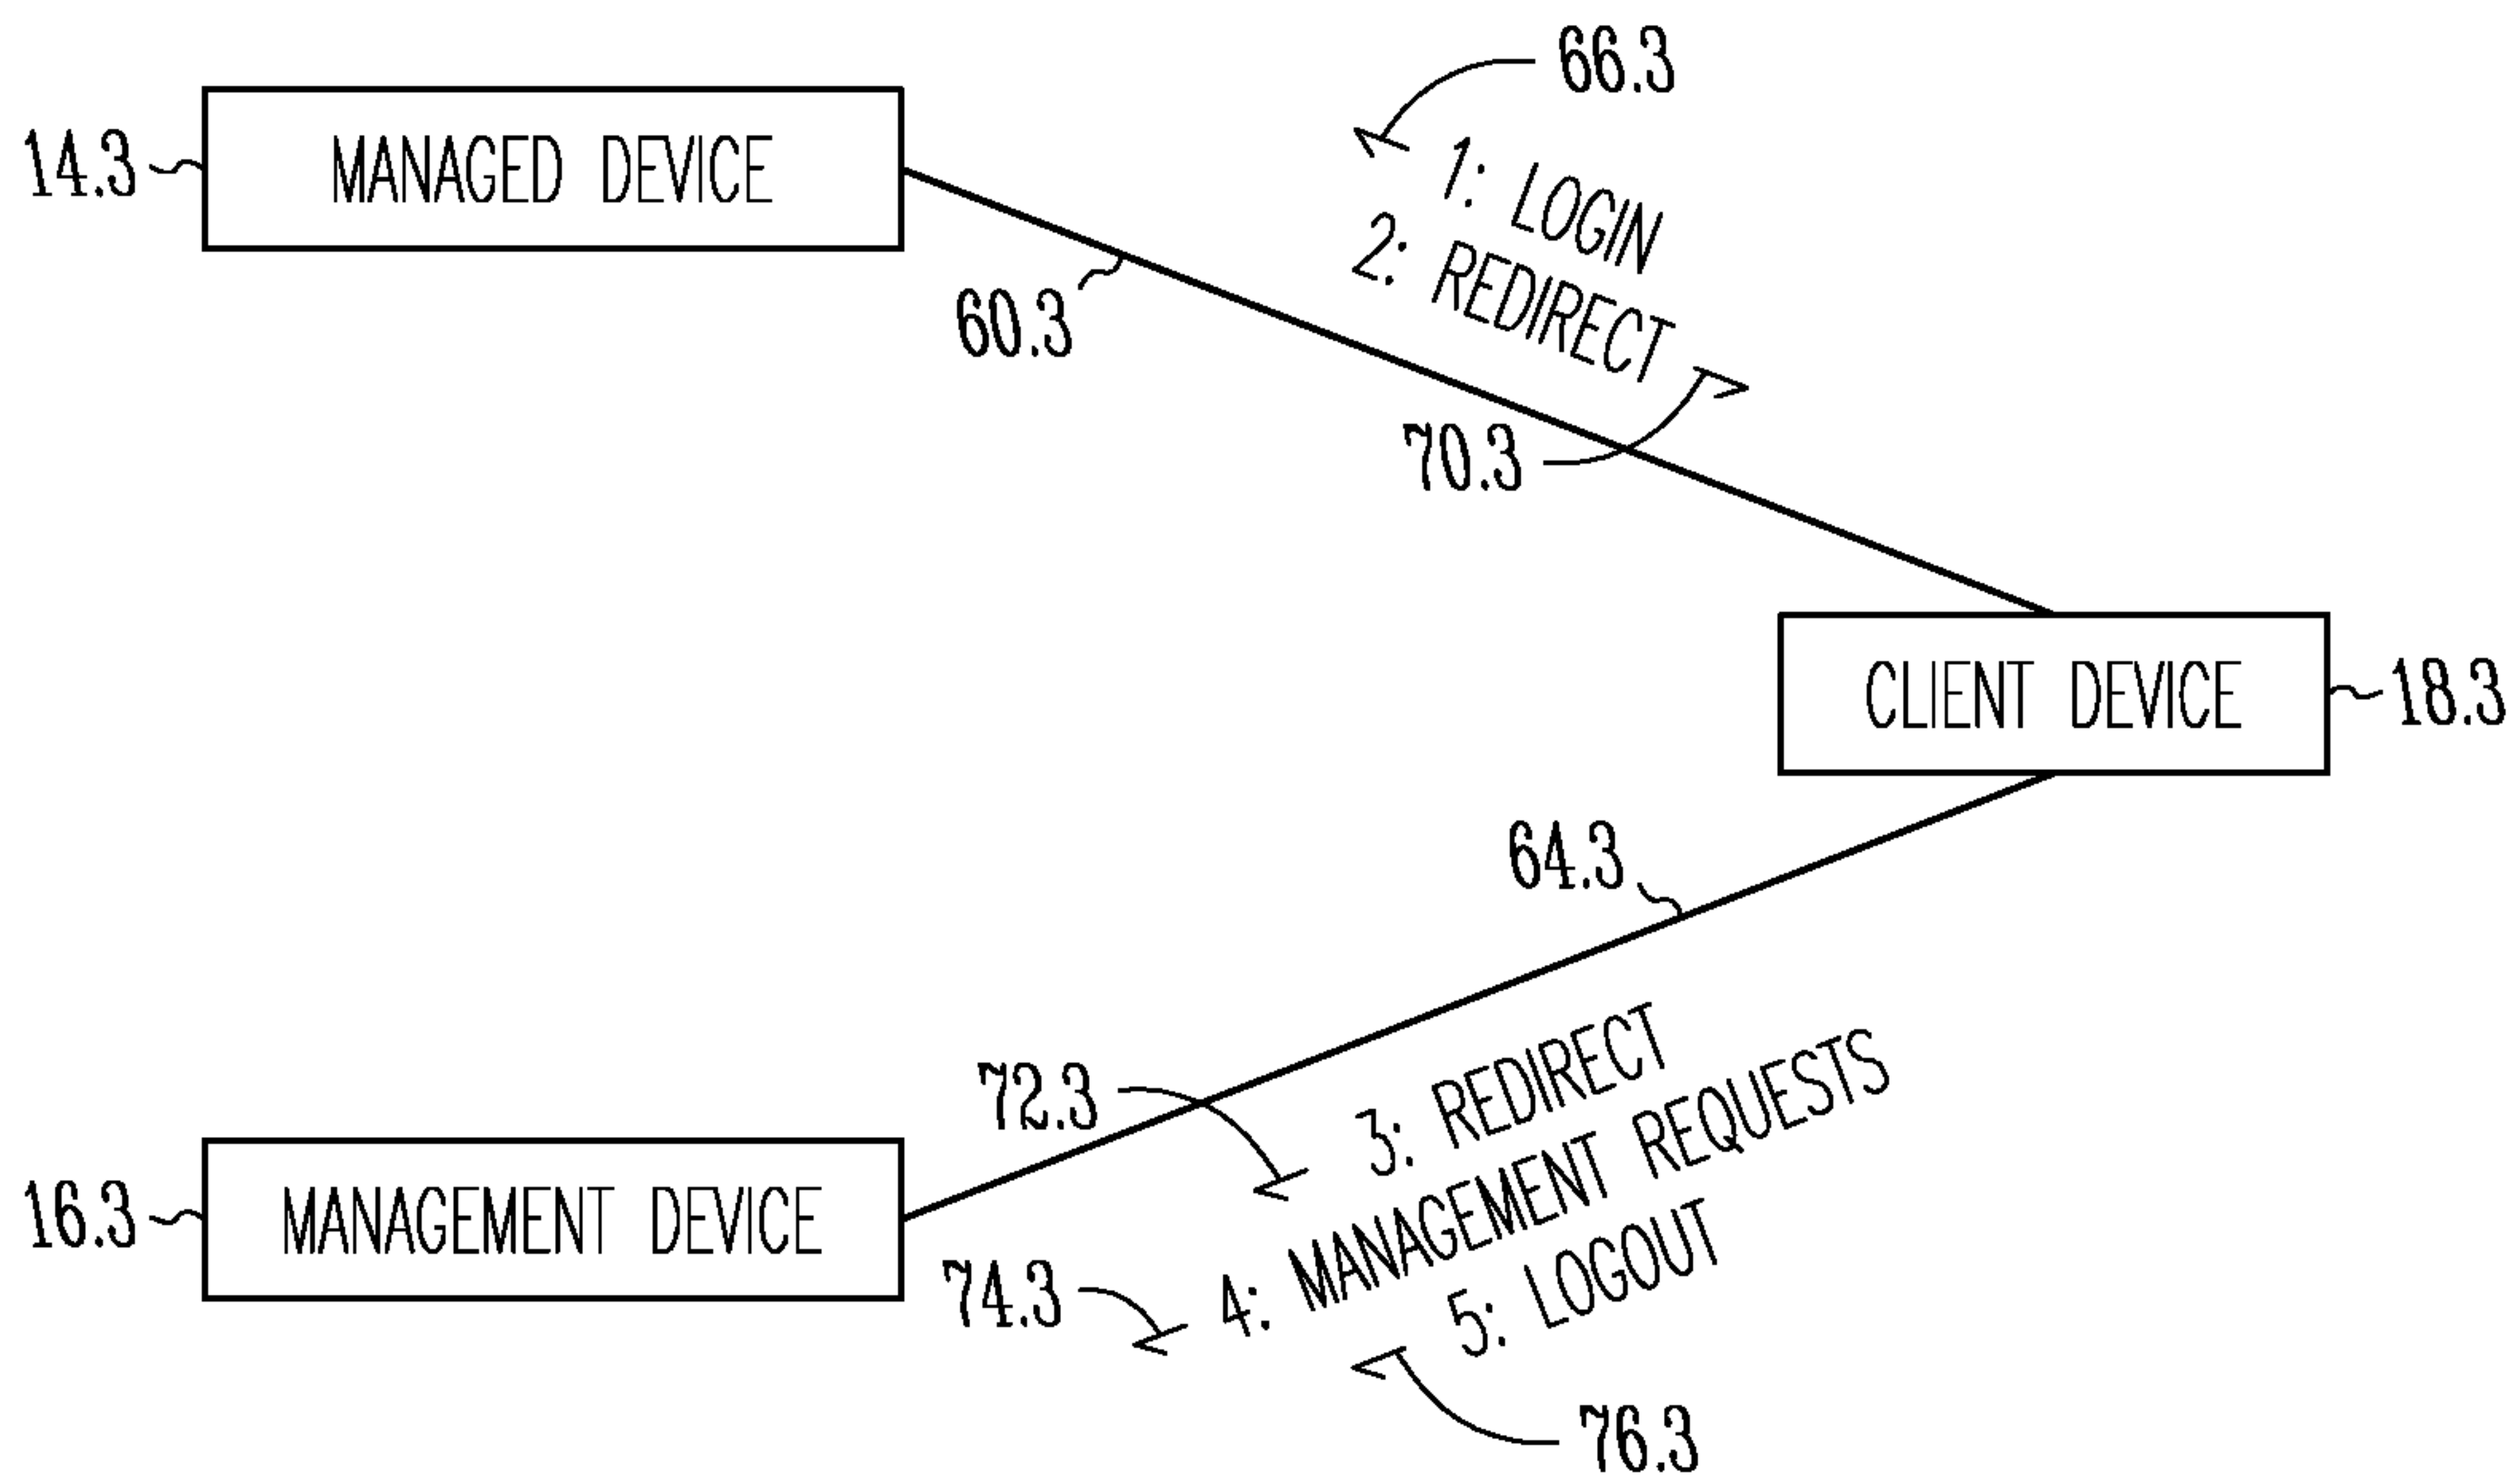 66.3
14.3
MANAGED DEVICE
1: LOGIN
2: REDIRECT
60.3
70.3
CLIENT DEVICE
18.3
64.3
72.3
3: REDIRECT
16.3
MANAGEMENT DEVICE
74.3
4: MANAGEMENT REQUESTS
5: LOGOUT
76.3